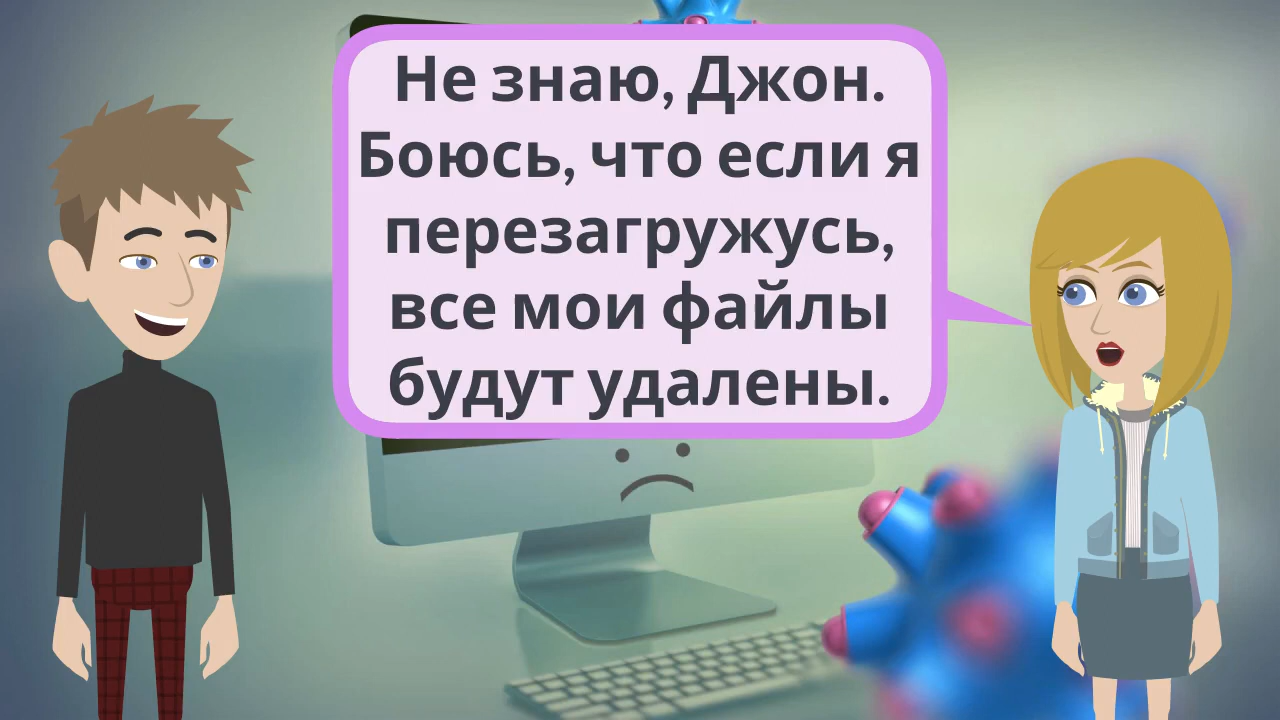 Не знаю, Джон.
Боюсь, что если я
перезагружусь,
все мои файлы
будут удалены.